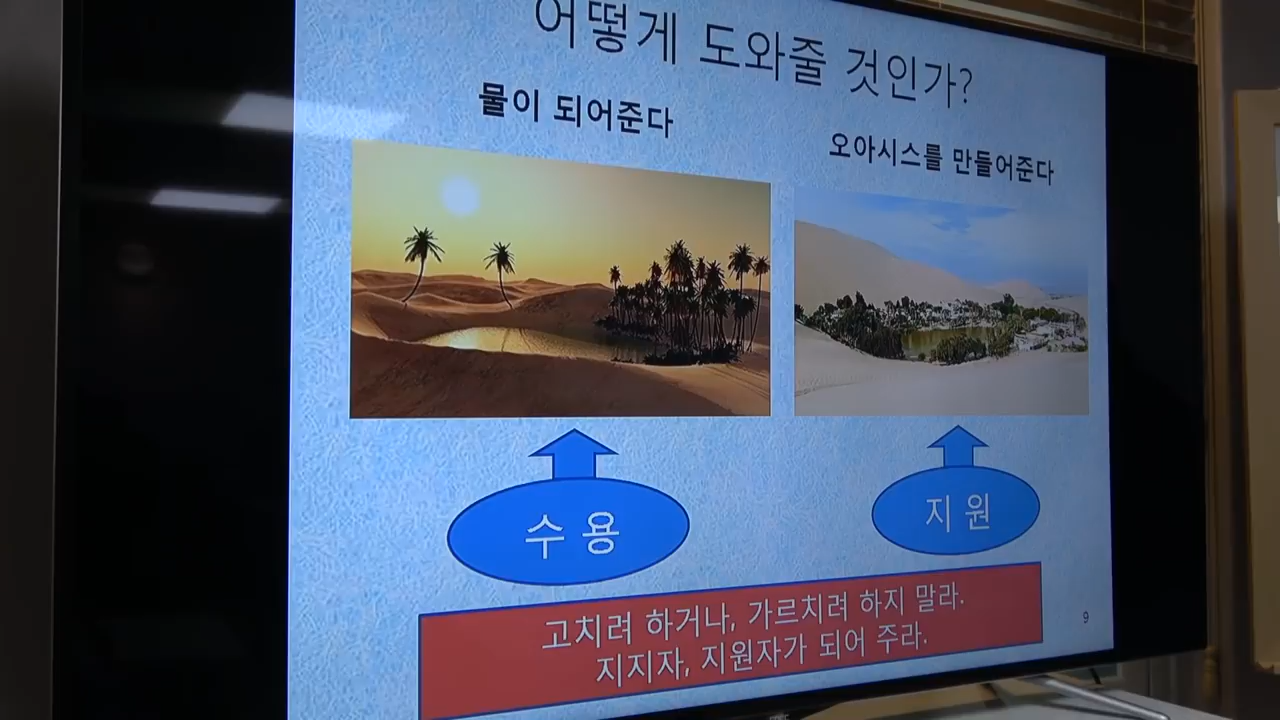 어떻게 도와줄 것인가?
물이 되어준다
오아시스를 만들어준다
수 용
지 원
고치려 하거나, 가르치려 하지 말라.
지지자, 지원자가 되어 주라.
9